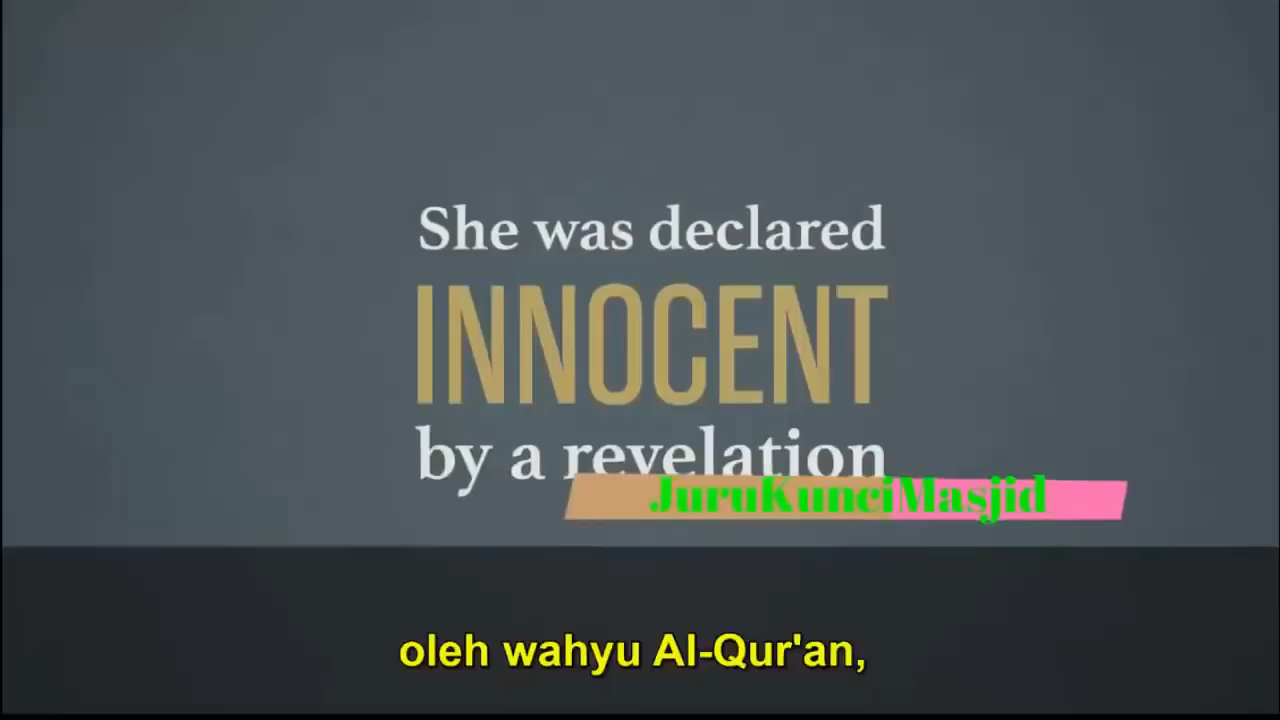 She was declared
INNOCENT
by a revelation
JuruKunciMasjid
oleh wahyu Al-Qur'an,